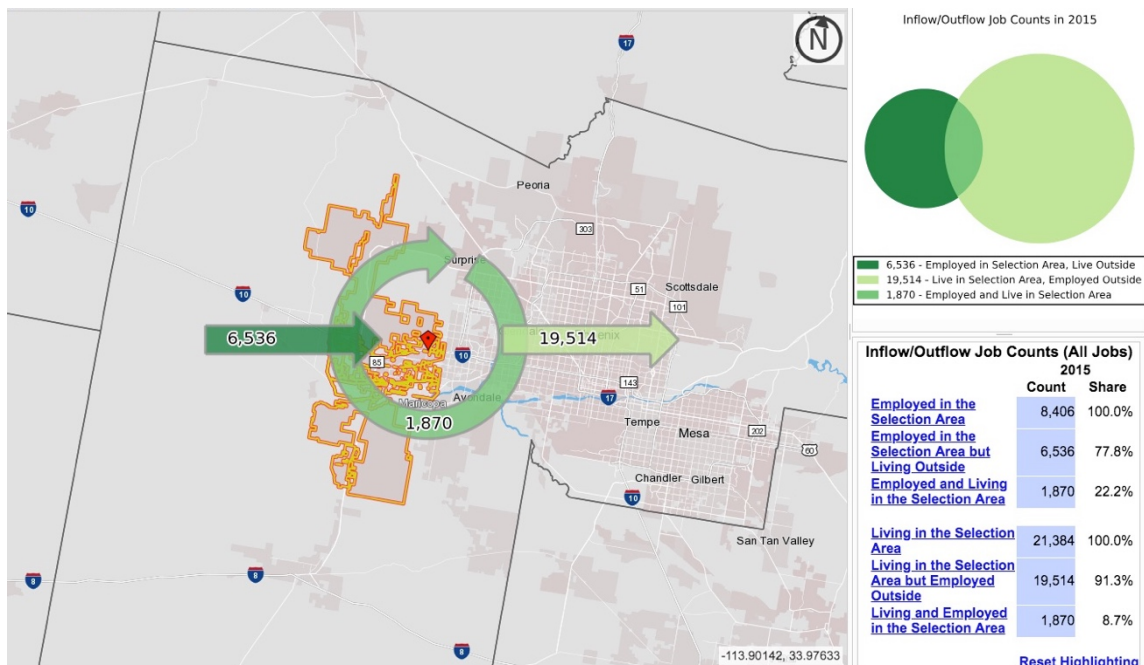 17
N
Peoria
10
303
Surprise
51
Scottsdale
101
10
6,536
19,514
85
10
143
17
Avondale
Maricopa
1,870
Tempe
Mesa
202
60
Chandler
Gilbert
10
San Tan Valley
8
8
8
-113.90142, 33.97633
Inflow/Outflow Job Counts in 2015
6,536 - Employed in Selection Area, Live Outside
19,514 - Live in Selection Area, Employed Outside
1,870 - Employed and Live in Selection Area
Inflow/Outflow Job Counts (All Jobs)
2015
Count Share
Employed in the
Selection Area 8,406 100.0%
Employed in the
Selection Area but 6,536 77.8%
Living Outside
Employed and Living
in the Selection Area 1,870 22.2%
Living in the Selection
Area 21,384 100.0%
Living in the Selection
Area but Employed 19,514 91.3%
Outside
Living and Employed
in the Selection Area 1,870 8.7%
Reset Highlighting